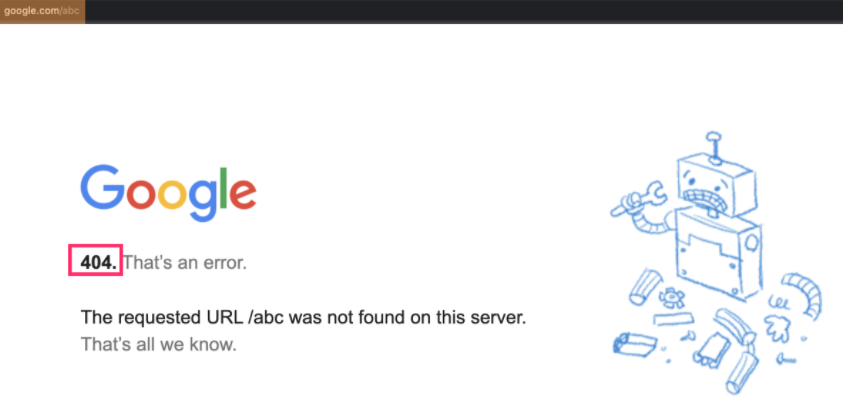 google.com/abc
Google
404. That's an error.
The requested URL /abc was not found on this server.
That's all we know.